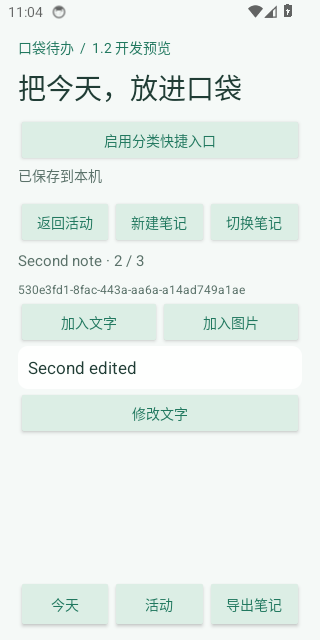 11:04
口袋待办 / 1.2 开发预览
把今天，放进口袋
启用分类快捷入口
已保存到本机
返回活动 新建笔记 切换笔记
Second note · 2 / 3
530e3fd1-8fac-443a-aa6a-a14ad749a1ae
加入文字 加入图片
Second edited
修改文字
今天 活动 导出笔记